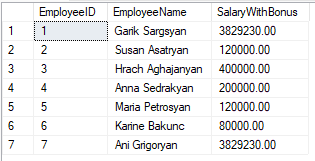 EmployeeID EmployeeName SalaryWithBonus
1 1 Garik Sargsyan 3829230.00
2 2 Susan Asatryan 120000.00
3 3 Hrach Aghajanyan 400000.00
4 4 Anna Sedrakyan 200000.00
5 5 Maria Petrosyan 120000.00
6 6 Karine Bakunc 80000.00
7 7 Ani Grigoryan 3829230.00